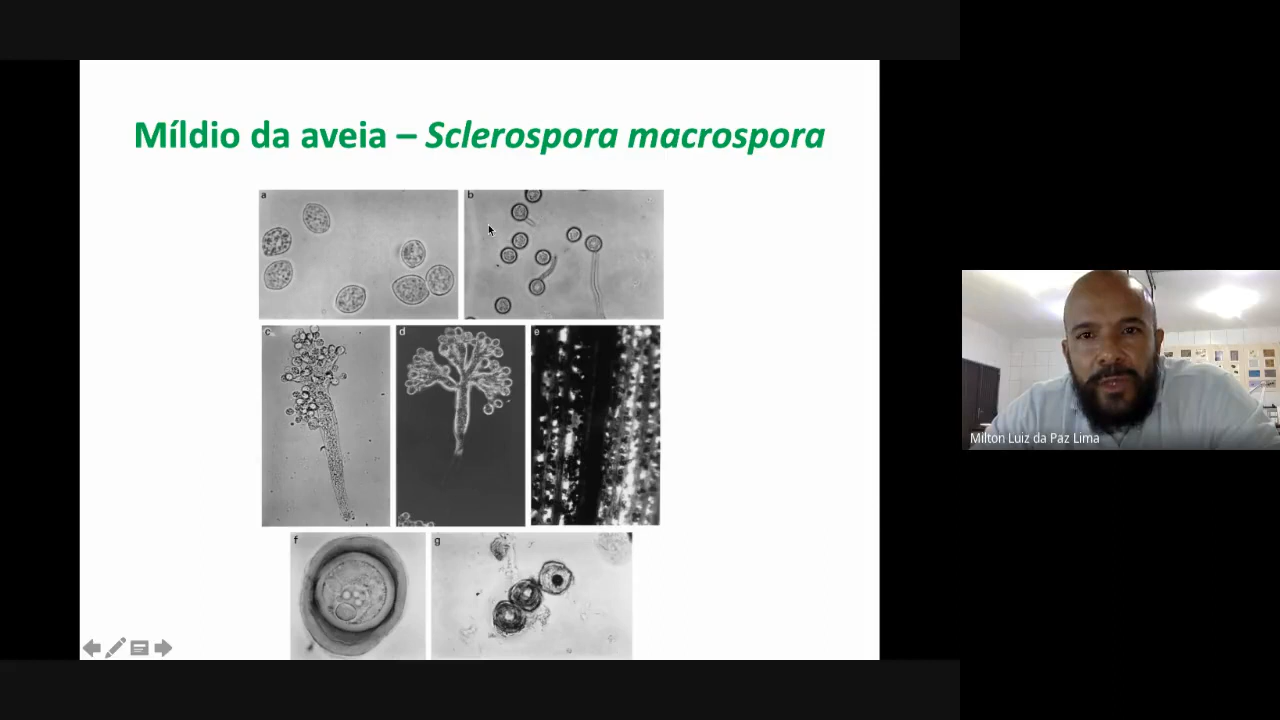 Míldio da aveia – Sclerospora macrospora
a
b
c
d
e
f
g
Milton Luiz da Paz Lima